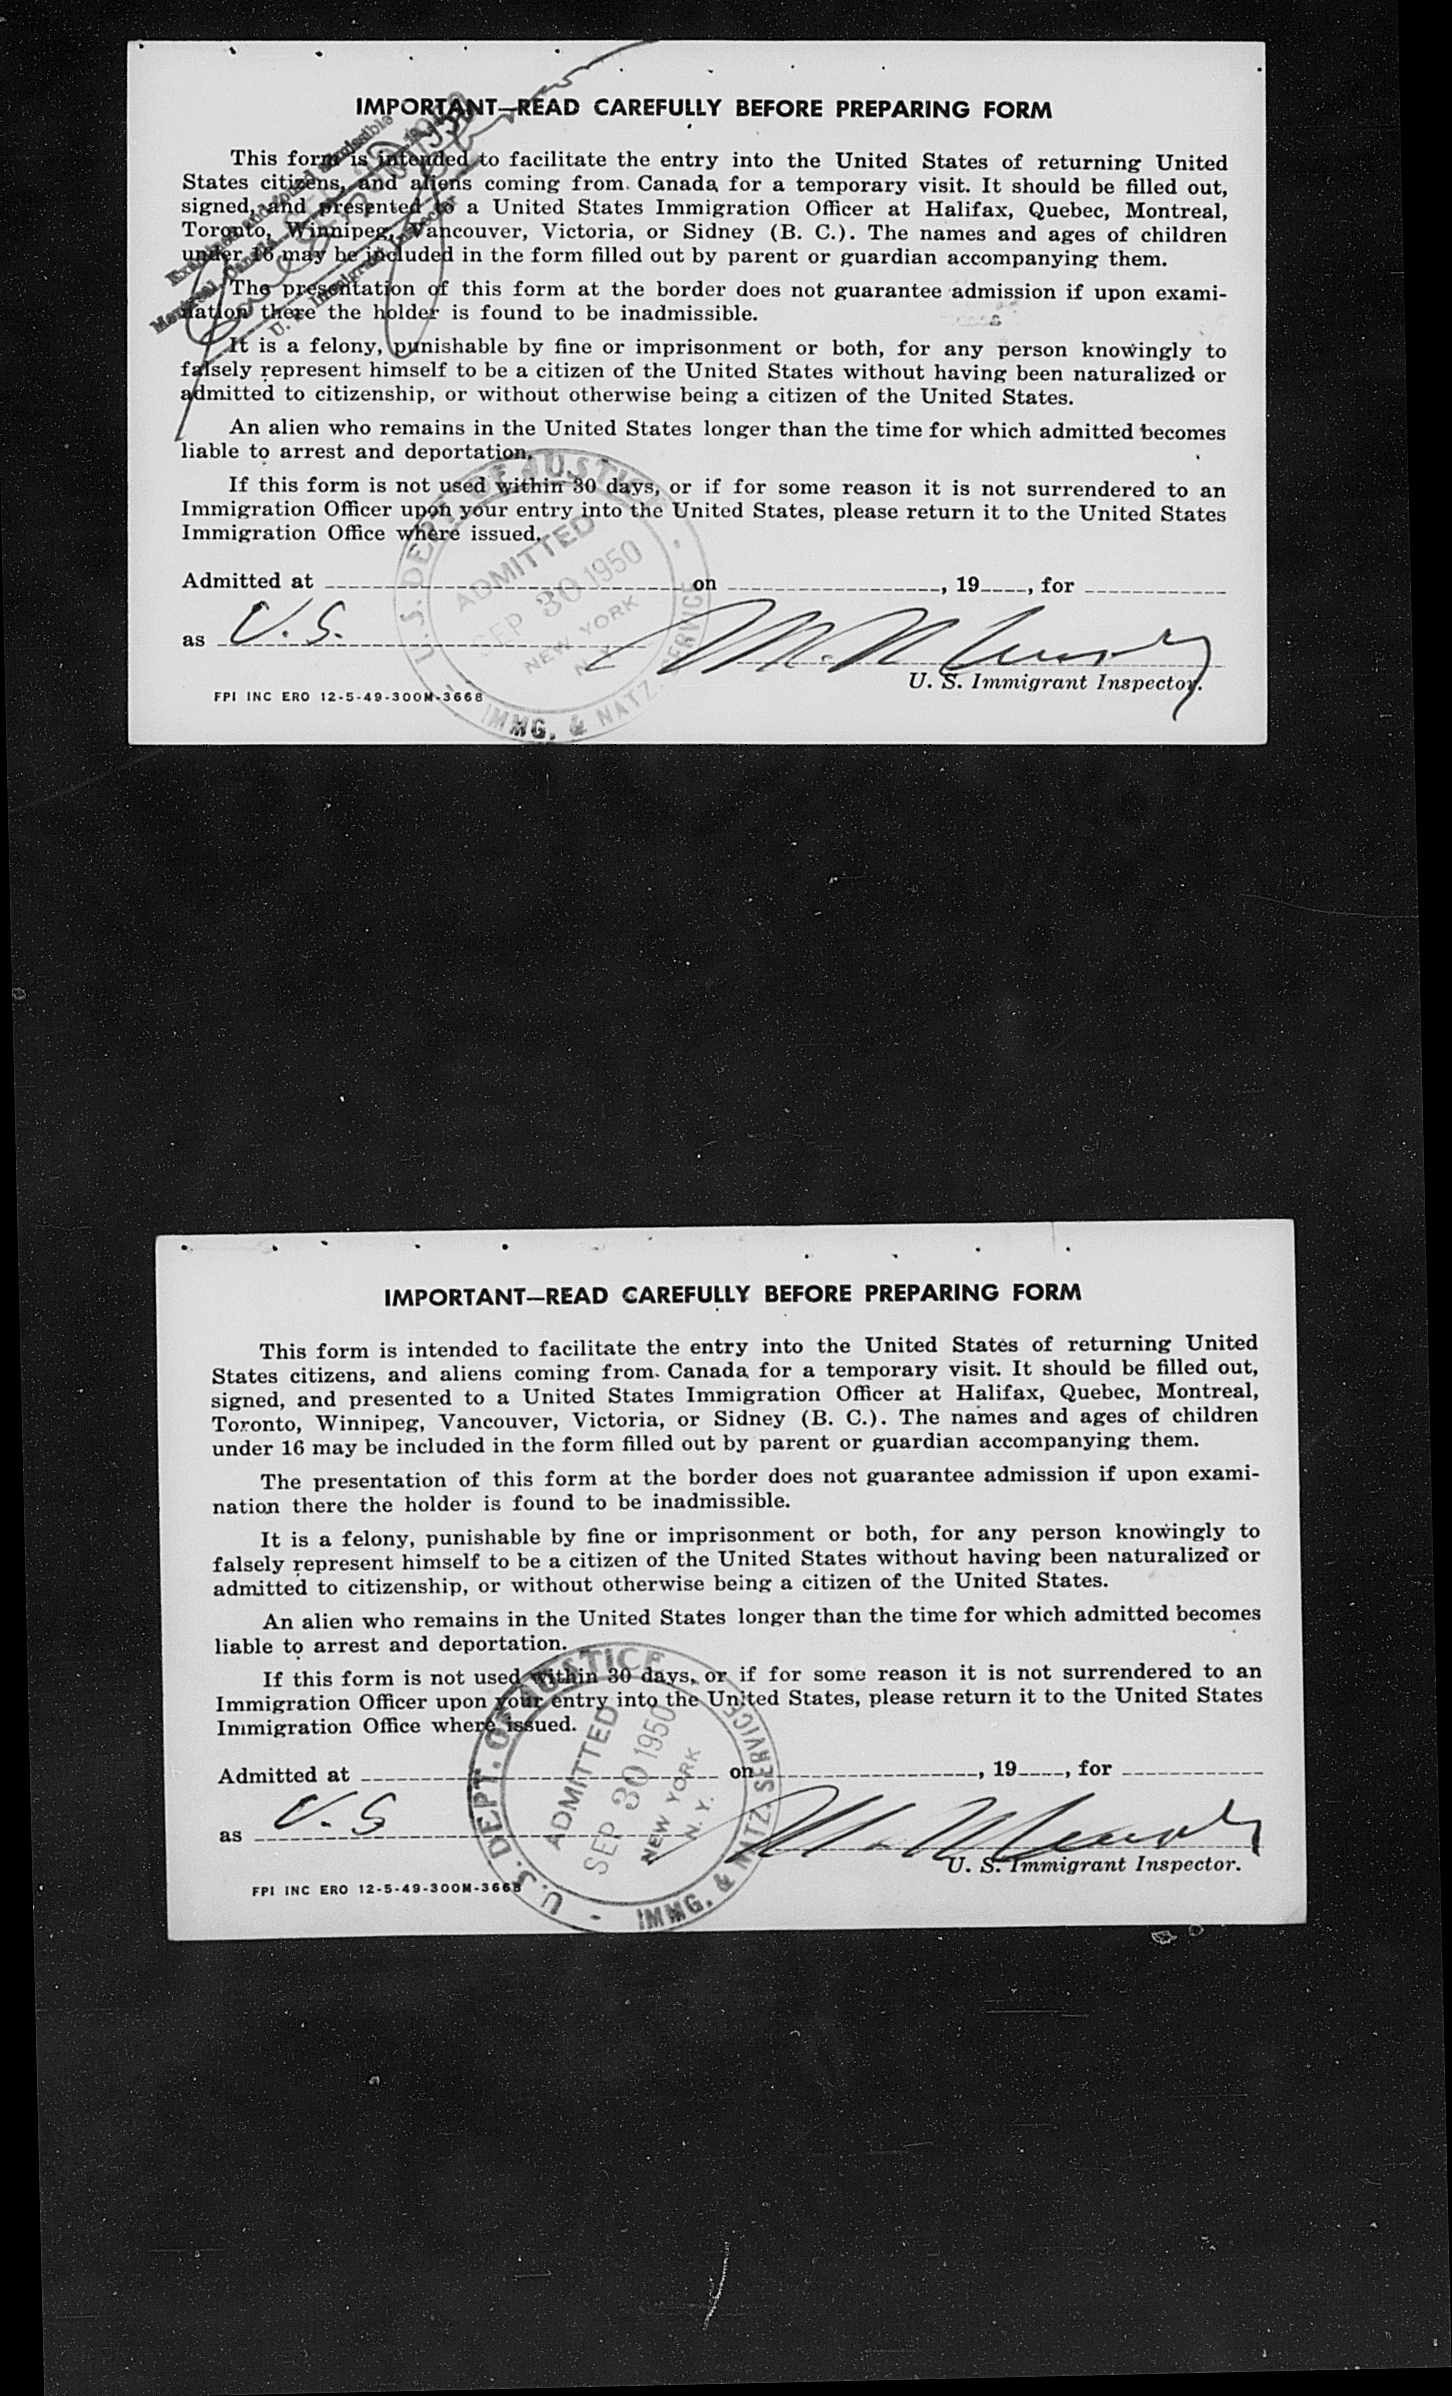 IMPORTANT—READ CAREFULLY BEFORE PREPARING FORM
This form is intended to facilitate the entry into the United States of returning United
States citizens, and aliens coming from Canada for a temporary visit. It should be filled out,
signed, and presented to a United States Immigration Officer at Halifax, Quebec, Montreal,
Toronto, Winnipeg, Vancouver, Victoria, or Sidney (B. C.). The names and ages of children
under 16 may be included in the form filled out by parent or guardian accompanying them.
The presentation of this form at the border does not guarantee admission if upon exami-
nation there the holder is found to be inadmissible.
It is a felony, punishable by fine or imprisonment or both, for any person knowingly to
falsely represent himself to be a citizen of the United States without having been naturalized or
admitted to citizenship, or without otherwise being a citizen of the United States.
An alien who remains in the United States longer than the time for which admitted becomes
liable to arrest and deportation.
If this form is not used within 30 days, or if for some reason it is not surrendered to an
Immigration Officer upon your entry into the United States, please return it to the United States
Immigration Office where issued.
Examined and found admissible
Montreal, Canada
U. S. Immigrant Inspector
U.S. DEPT. OF JUSTICE
ADMITTED
SEP 30 1950
NEW YORK
N.Y.
IMMG. & NATZ. SERVICE
Admitted at on , 19 , for
as U.S.
U. S. Immigrant Inspector.
FPI INC ERO 12-5-49-300M-3668
IMPORTANT—READ CAREFULLY BEFORE PREPARING FORM
This form is intended to facilitate the entry into the United States of returning United
States citizens, and aliens coming from Canada for a temporary visit. It should be filled out,
signed, and presented to a United States Immigration Officer at Halifax, Quebec, Montreal,
Toronto, Winnipeg, Vancouver, Victoria, or Sidney (B. C.). The names and ages of children
under 16 may be included in the form filled out by parent or guardian accompanying them.
The presentation of this form at the border does not guarantee admission if upon exami-
nation there the holder is found to be inadmissible.
It is a felony, punishable by fine or imprisonment or both, for any person knowingly to
falsely represent himself to be a citizen of the United States without having been naturalized or
admitted to citizenship, or without otherwise being a citizen of the United States.
An alien who remains in the United States longer than the time for which admitted becomes
liable to arrest and deportation.
If this form is not used within 30 days, or if for some reason it is not surrendered to an
Immigration Officer upon your entry into the United States, please return it to the United States
Immigration Office where issued.
U.S. DEPT. OF JUSTICE
ADMITTED
SEP 30 1950
NEW YORK
N.Y.
IMMG. & NATZ. SERVICE
Admitted at on , 19 , for
as U.S
U. S. Immigrant Inspector.
FPI INC ERO 12-5-49-300M-3668